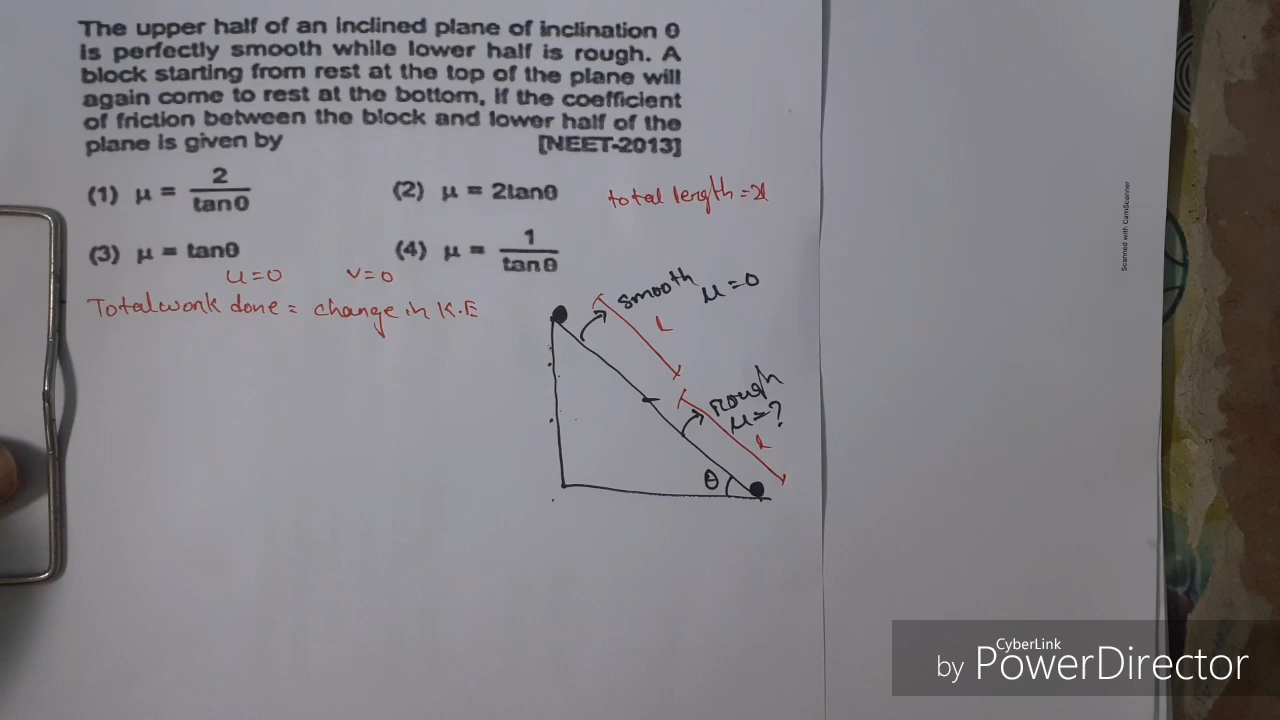 The upper half of an inclined plane of inclination θ
is perfectly smooth while lower half is rough. A
block starting from rest at the top of the plane will
again come to rest at the bottom, if the coefficient
of friction between the block and lower half of the
plane is given by [NEET-2013]
(1) μ = 2/tanθ (2) μ = 2tanθ
(3) μ = tanθ (4) μ = 1/tanθ
total length =2l
u=0 v=0
Total work done = change in K.E
smooth μ=0
L
rough
μ=?
l
θ
Scanned with CamScanner
CyberLink
by PowerDirector